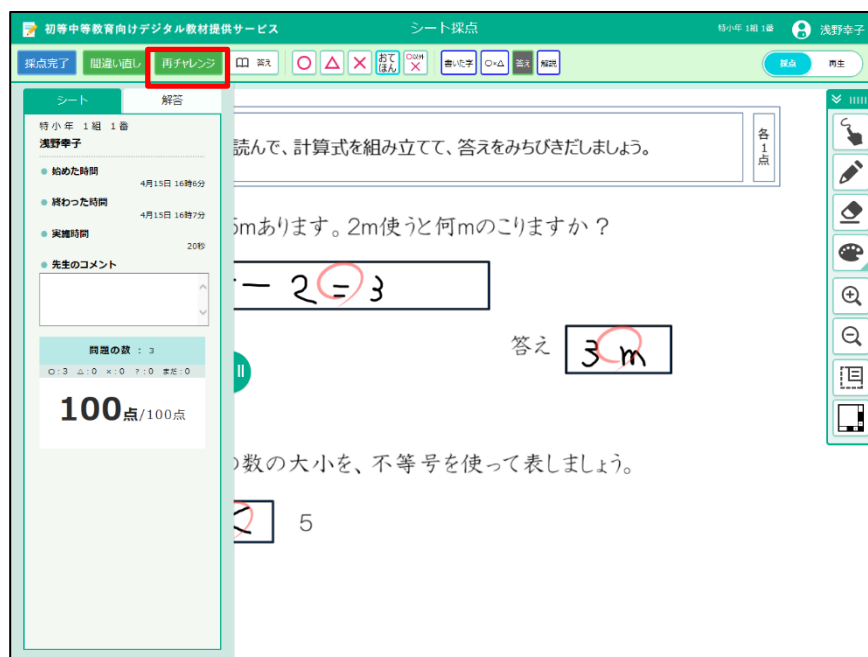 初等中等教育向けデジタル教材提供サービス シート採点 特小年 1組 1番 浅野幸子
採点完了 間違い直し 再チャレンジ 答え おてほん 書いた字 ○×△ 答え 解説 採点 再生
シート 解答
特小年 1組 1番
浅野幸子
始めた時間
4月15日 16時6分
終わった時間
4月15日 16時7分
実施時間
20秒
先生のコメント
問題の数 : 3
○:3 △:0 ×:0 ?:0 まだ:0
100点/100点
読んで、計算式を組み立てて、答えをみちびきだしましょう。
各1点
mあります。2m使うと何mのこりますか？
− 2 = 3
答え 3 m
の数の大小を、不等号を使って表しましょう。
< 5